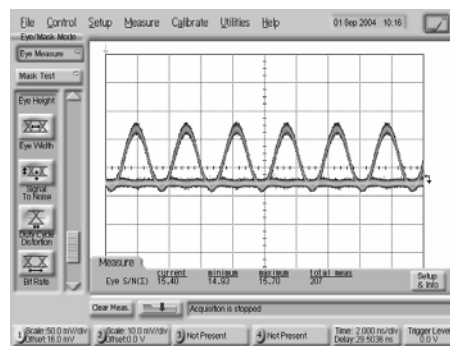 File Control Setup Measure Calibrate Utilities Help 01 Sep 2004 10:16
Eye/Mask Mode
Eye Measure
Mask Test
Eye Height
Eye Width
Signal
To Noise
Duty Cycle
Distortion
Bit Rate
Measure
current minimum maximum total meas
Eye S/N(I) 15.40 14.93 15.70 207
Setup
& Info
Clear Meas. Acquisition is stopped
1 Scale:50.0 mV/div 2 Scale:10.0 mV/div 3 Not Present 4 Not Present Time: 2.000 ns/div Trigger Level
Offset:16.0 mV Offset:0.0 V Delay:29.5036 ns 0.0 V